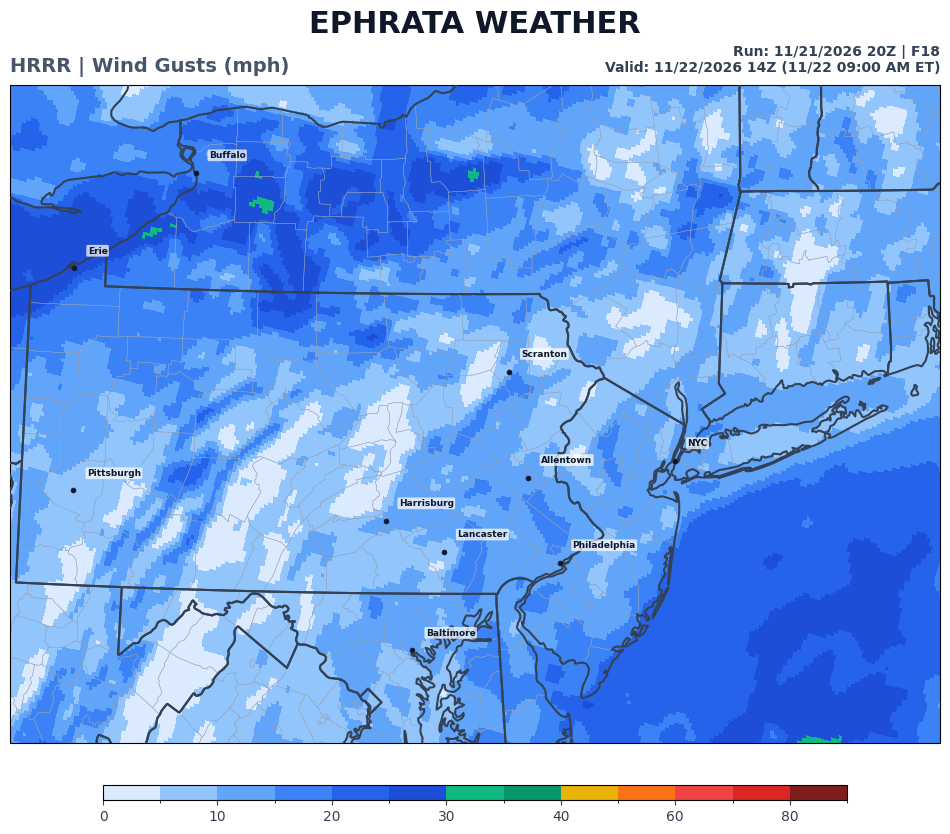 EPHRATA WEATHER
HRRR | Wind Gusts (mph)
Run: 11/21/2026 20Z | F18
Valid: 11/22/2026 14Z (11/22 09:00 AM ET)
Buffalo
Erie
Scranton
NYC
Allentown
Pittsburgh
Harrisburg
Lancaster
Philadelphia
Baltimore
0 10 20 30 40 60 80